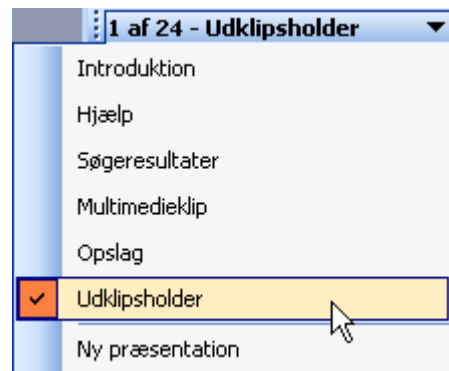 1 af 24 - Udklipsholder
Introduktion
Hjælp
Søgeresultater
Multimedieklip
Opslag
Udklipsholder
Ny præsentation